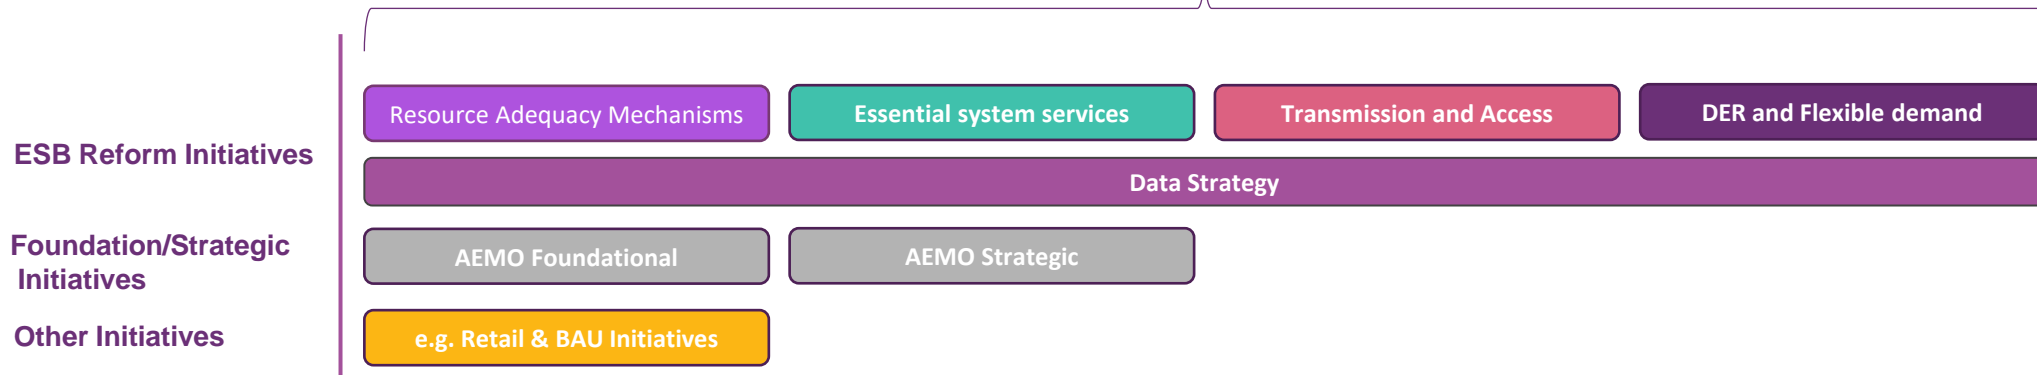 ESB Reform Initiatives
Resource Adequacy Mechanisms
Essential system services
Transmission and Access
DER and Flexible demand
Data Strategy
Foundation/Strategic
Initiatives
AEMO Foundational
AEMO Strategic
Other Initiatives
e.g. Retail & BAU Initiatives